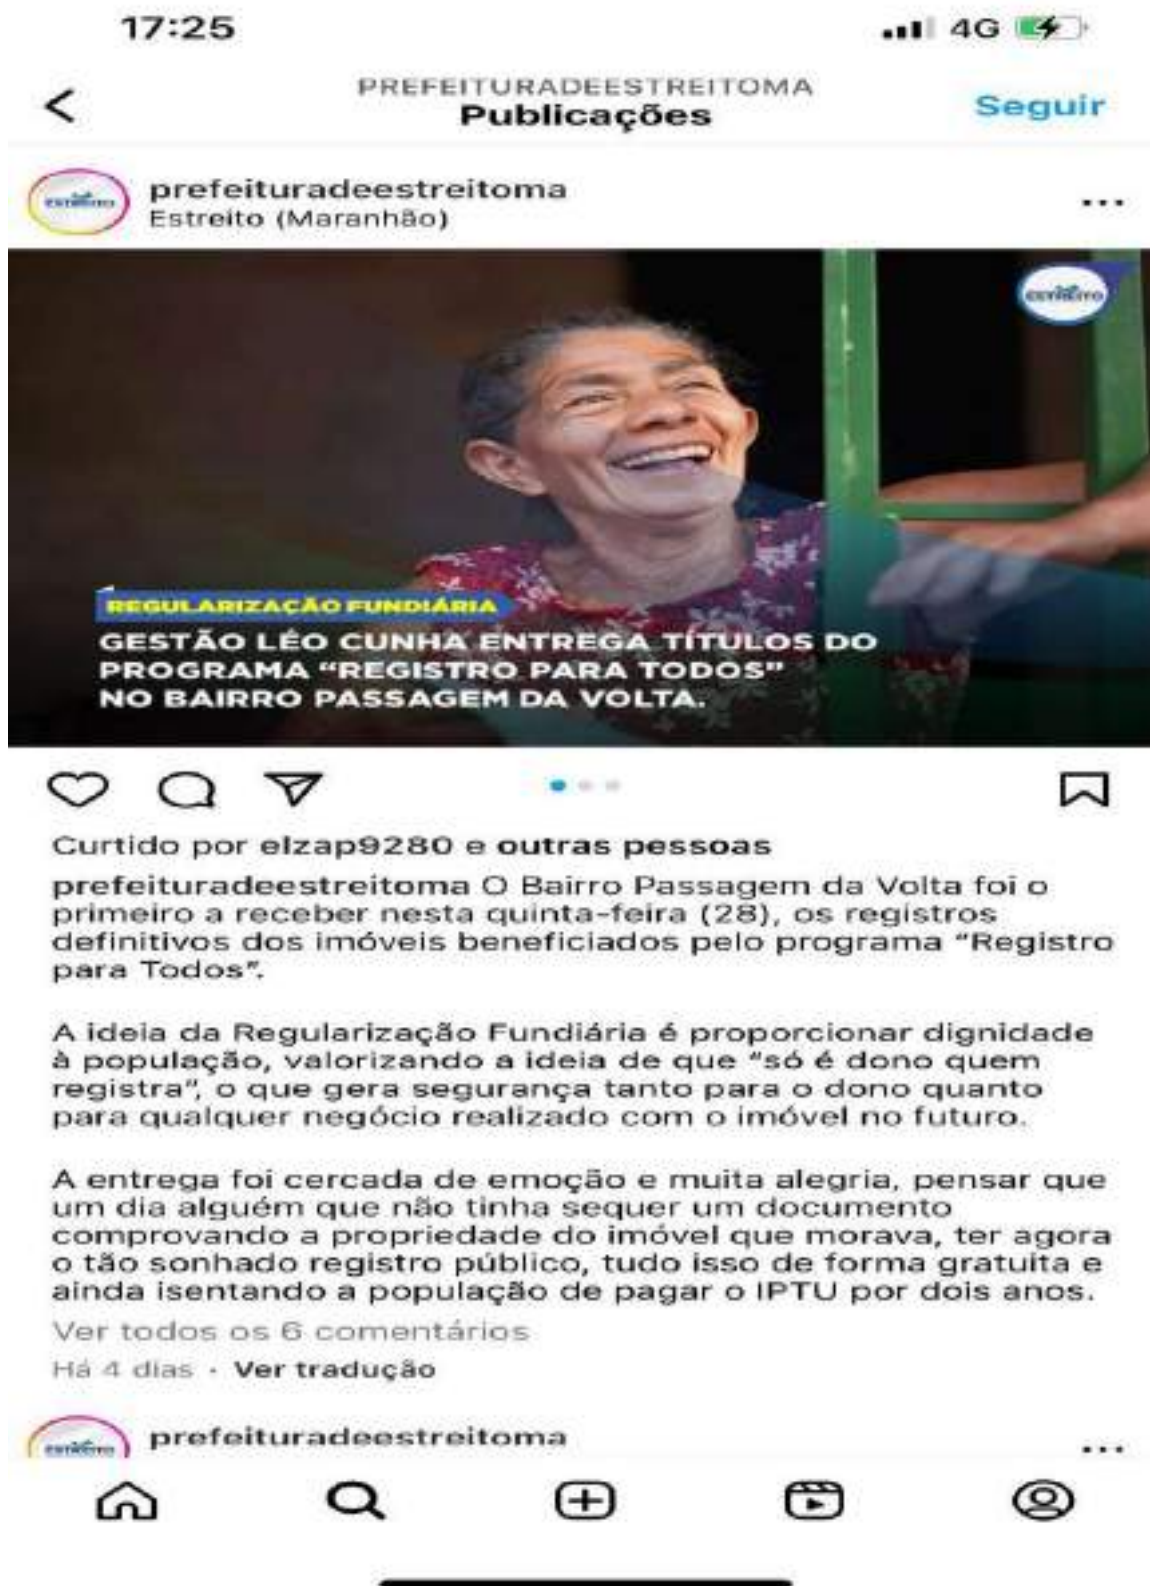 17:25
4G
PREFEITURADEESTREITOMA
Publicações
Seguir
prefeituradeestreitoma
Estreito (Maranhão)
ESTREITO
ESTREITO
REGULARIZAÇÃO FUNDIÁRIA
GESTÃO LÉO CUNHA ENTREGA TÍTULOS DO
PROGRAMA “REGISTRO PARA TODOS”
NO BAIRRO PASSAGEM DA VOLTA.
Curtido por elzap9280 e outras pessoas
prefeituradeestreitoma O Bairro Passagem da Volta foi o
primeiro a receber nesta quinta-feira (28), os registros
definitivos dos imóveis beneficiados pelo programa “Registro
para Todos”.
A ideia da Regularização Fundiária é proporcionar dignidade
à população, valorizando a ideia de que “só é dono quem
registra”, o que gera segurança tanto para o dono quanto
para qualquer negócio realizado com o imóvel no futuro.
A entrega foi cercada de emoção e muita alegria, pensar que
um dia alguém que não tinha sequer um documento
comprovando a propriedade do imóvel que morava, ter agora
o tão sonhado registro público, tudo isso de forma gratuita e
ainda isentando a população de pagar o IPTU por dois anos.
Ver todos os 6 comentários
Há 4 dias · Ver tradução
ESTREITO
prefeituradeestreitoma